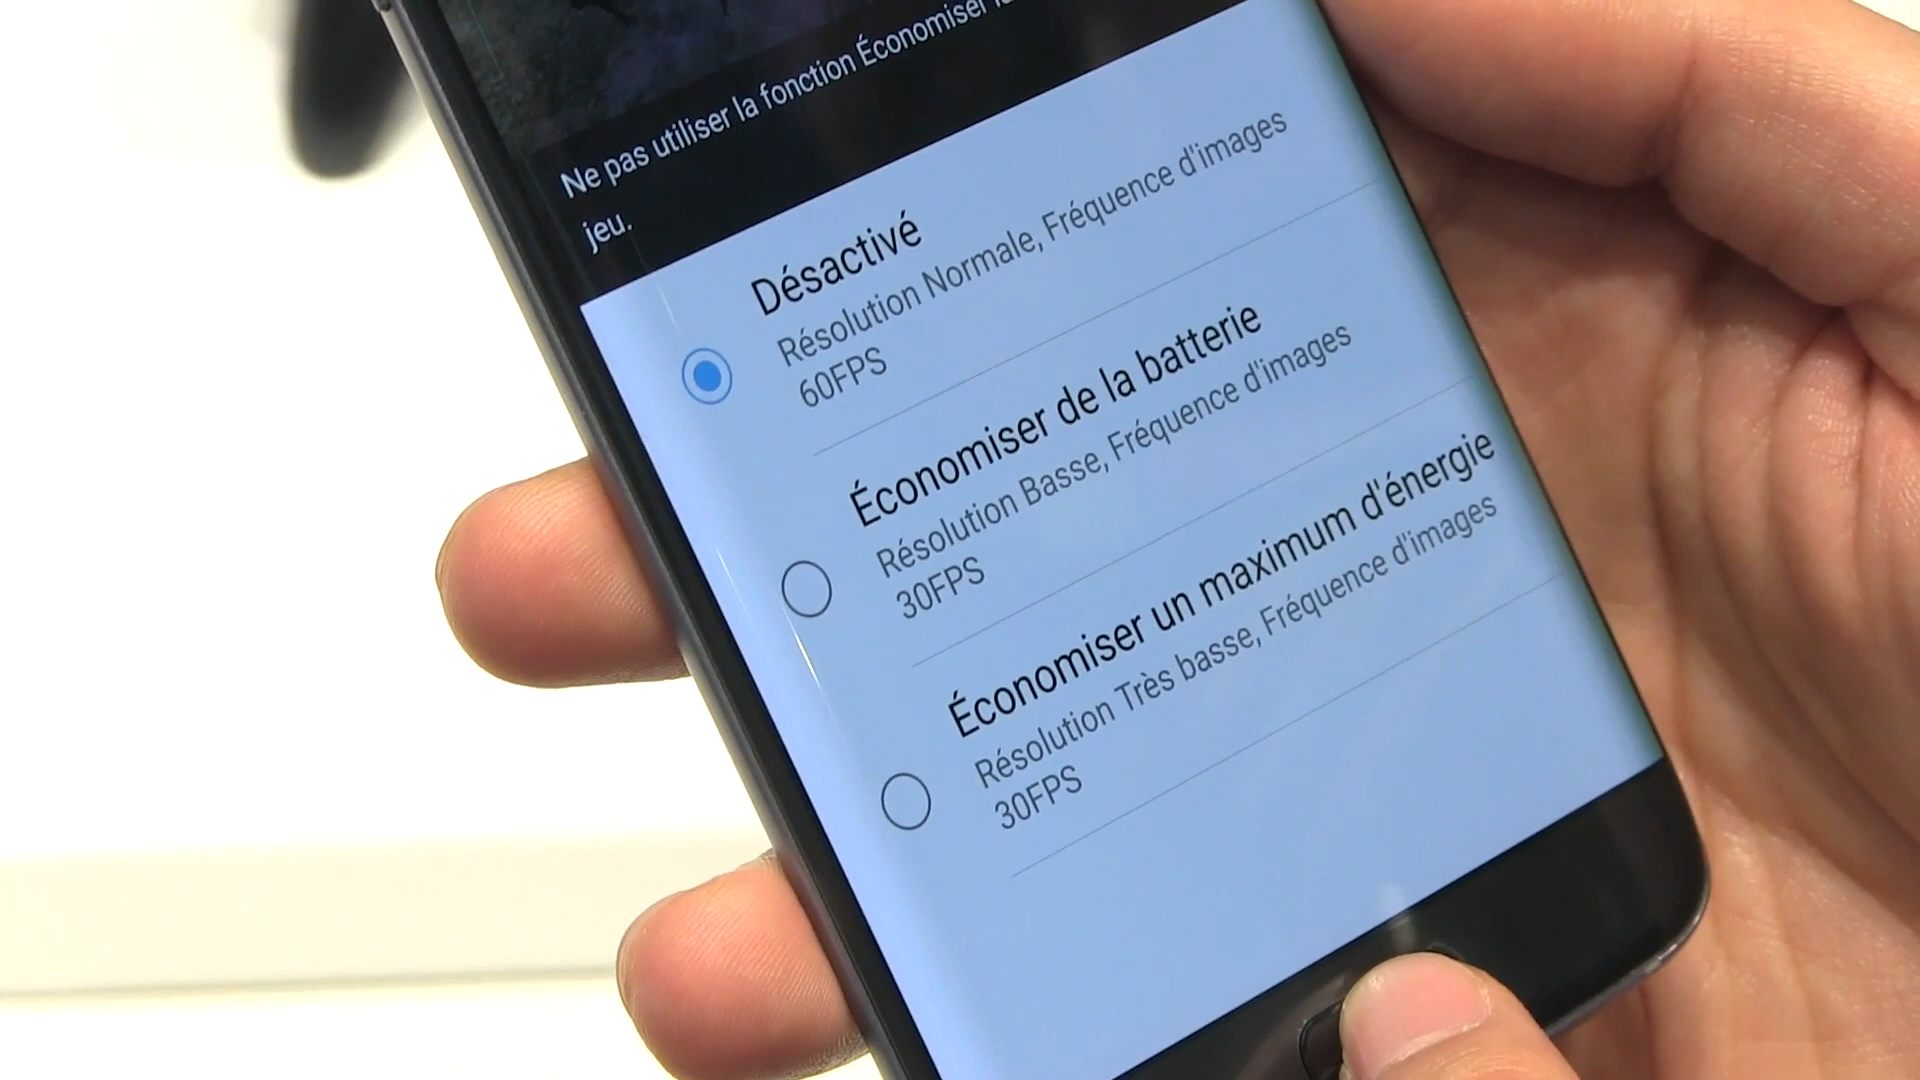 Ne pas utiliser la fonction Économiser
jeu.
Désactivé
Résolution Normale, Fréquence d'images
60FPS
Économiser de la batterie
Résolution Basse, Fréquence d'images
30FPS
Économiser un maximum d'énergie
Résolution Très basse, Fréquence d'images
30FPS